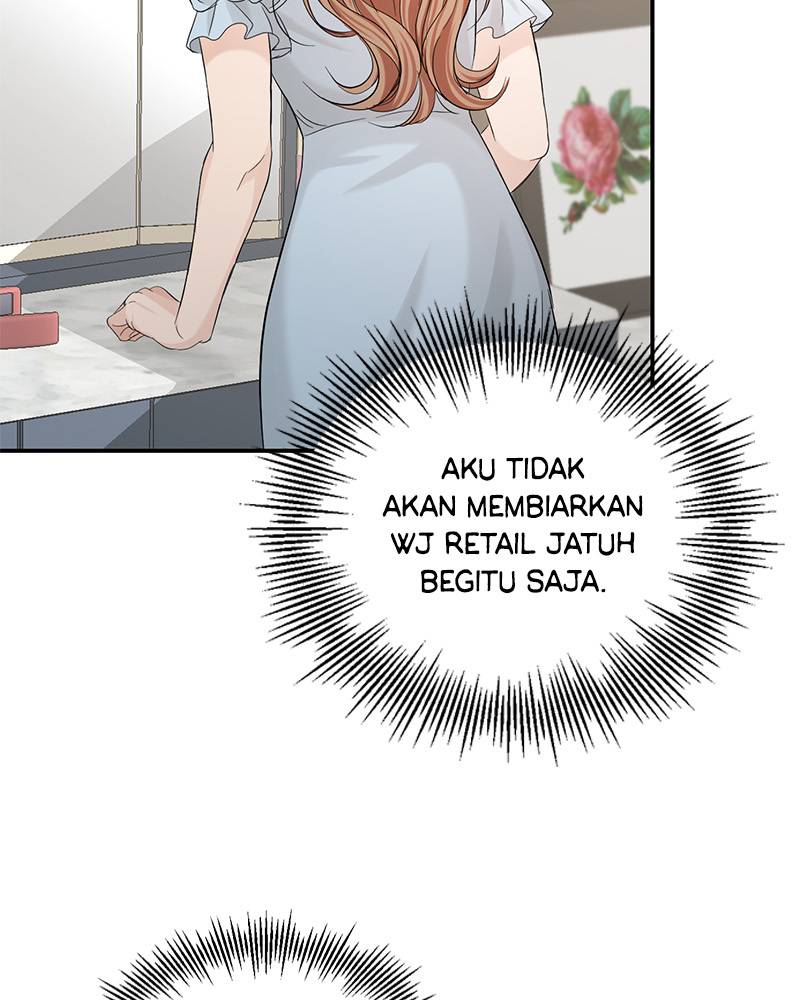 AKU TIDAK
AKAN MEMBIARKAN
WJ RETAIL JATUH
BEGITU SAJA.